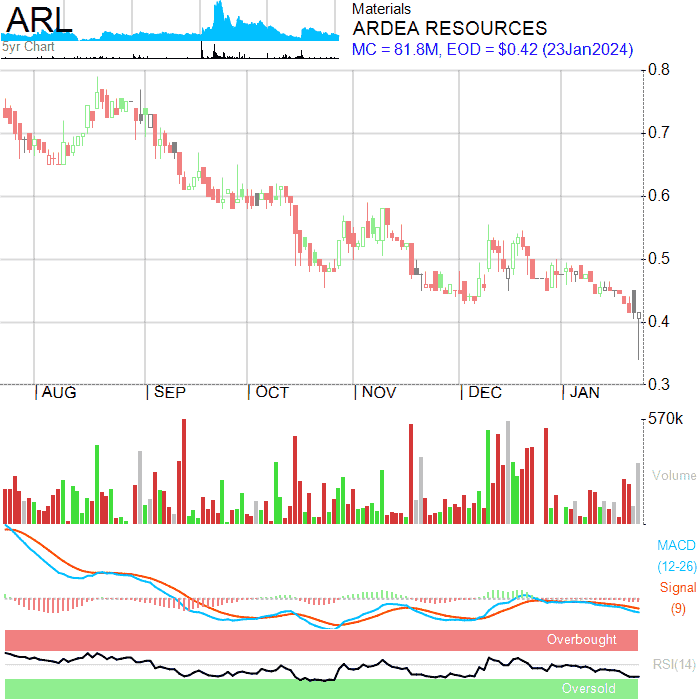 ARL
5yr Chart
Materials
ARDEA RESOURCES
MC = 81.8M, EOD = $0.42 (23Jan2024)
0.8
0.7
0.6
0.5
0.4
0.3
AUG SEP OCT NOV DEC JAN
570k
Volume
MACD
(12-26)
Signal
(9)
Overbought
RSI(14)
Oversold